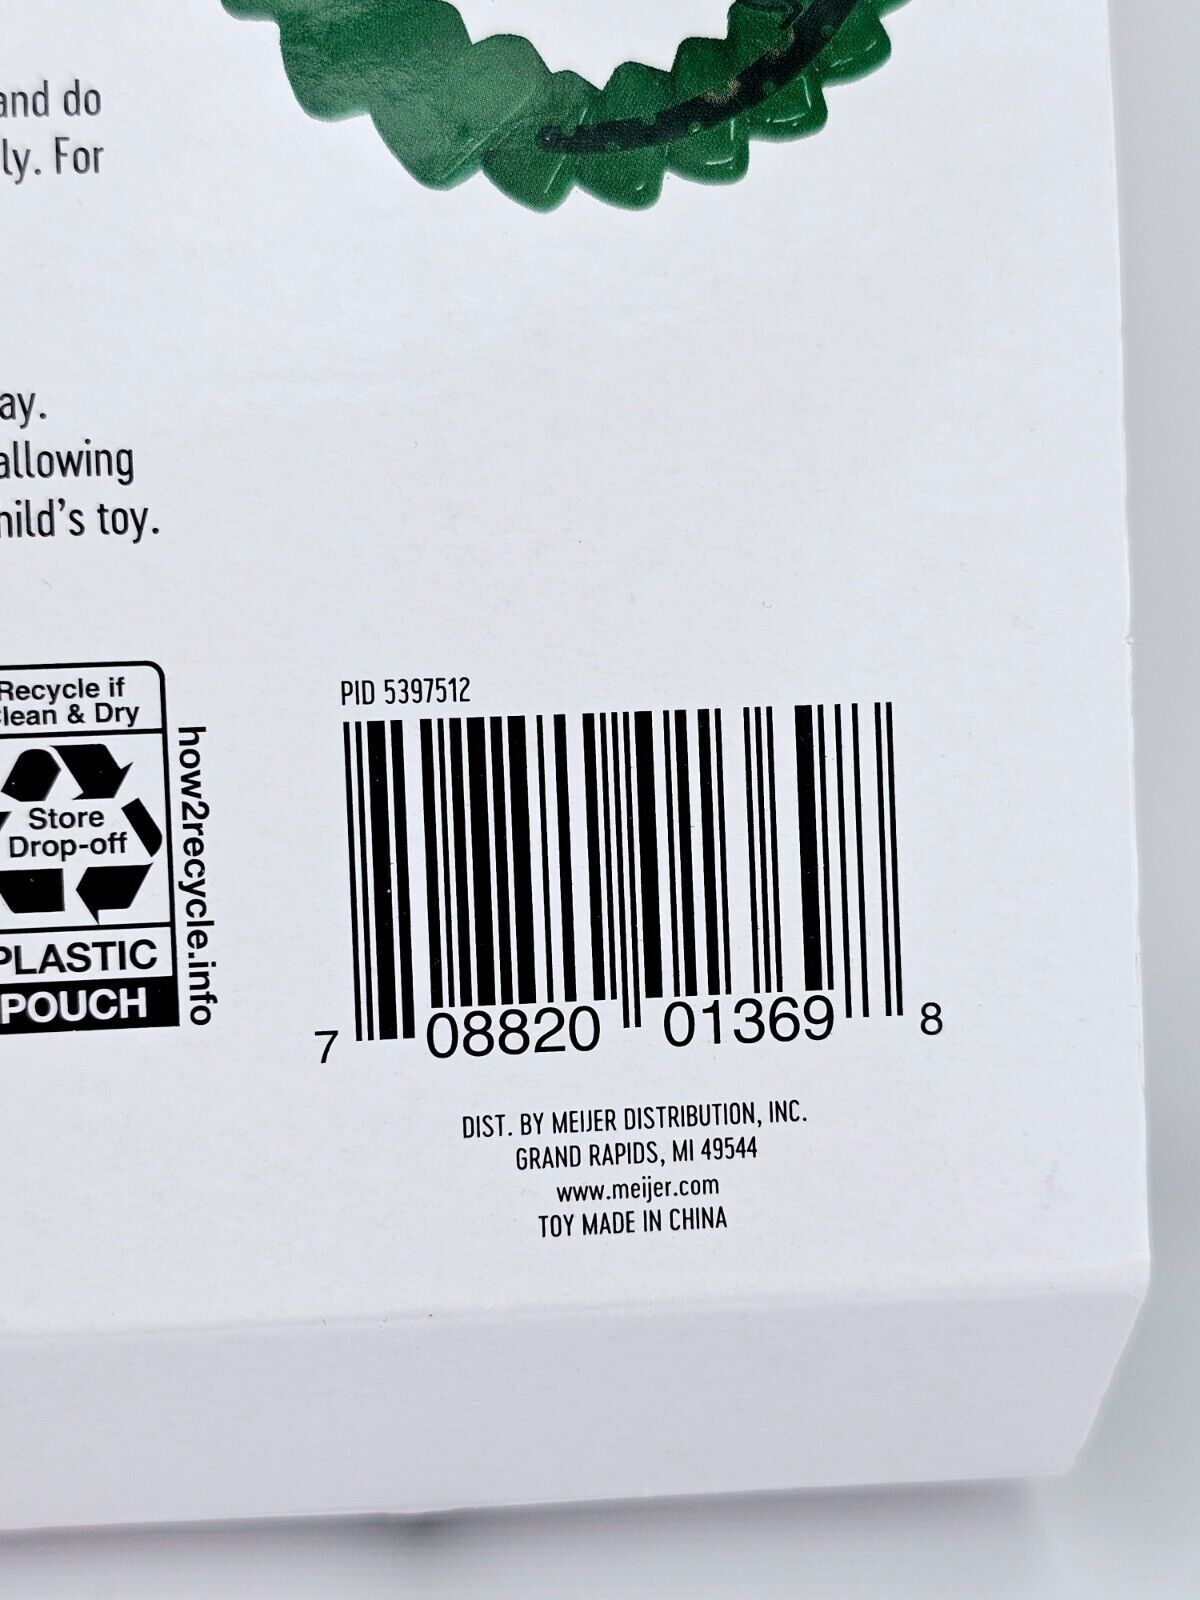 and do
ly. For
ay.
allowing
hild's toy.
Recycle if
Clean & Dry
Store
Drop-off
PLASTIC
POUCH
how2recycle.info
PID 5397512
7 08820 01369 8
DIST. BY MEIJER DISTRIBUTION, INC.
GRAND RAPIDS, MI 49544
www.meijer.com
TOY MADE IN CHINA